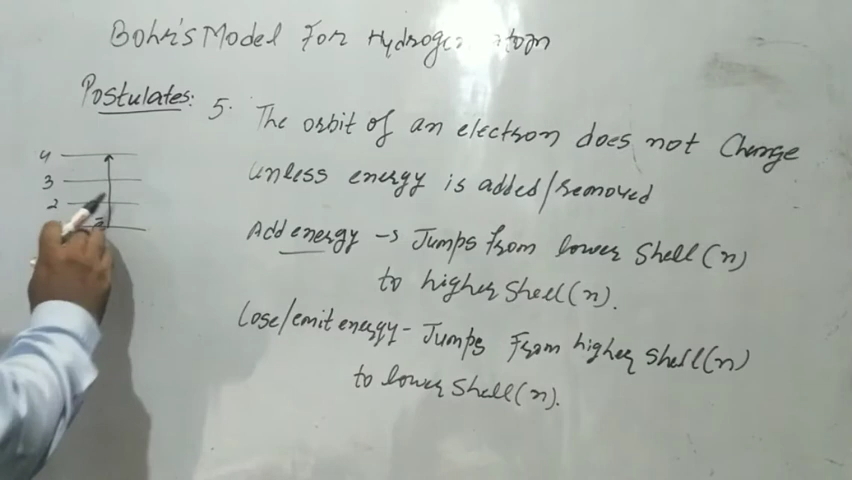 Bohr's Model For Hydrogen atom
Postulates: 5. The orbit of an electron does not Change
unless energy is added/removed
Add energy → Jumps from lower Shell (n)
to higher Shell (n).
Lose/emit energy - Jumps from higher shell (n)
to lower Shell (n).
4
3
2
e